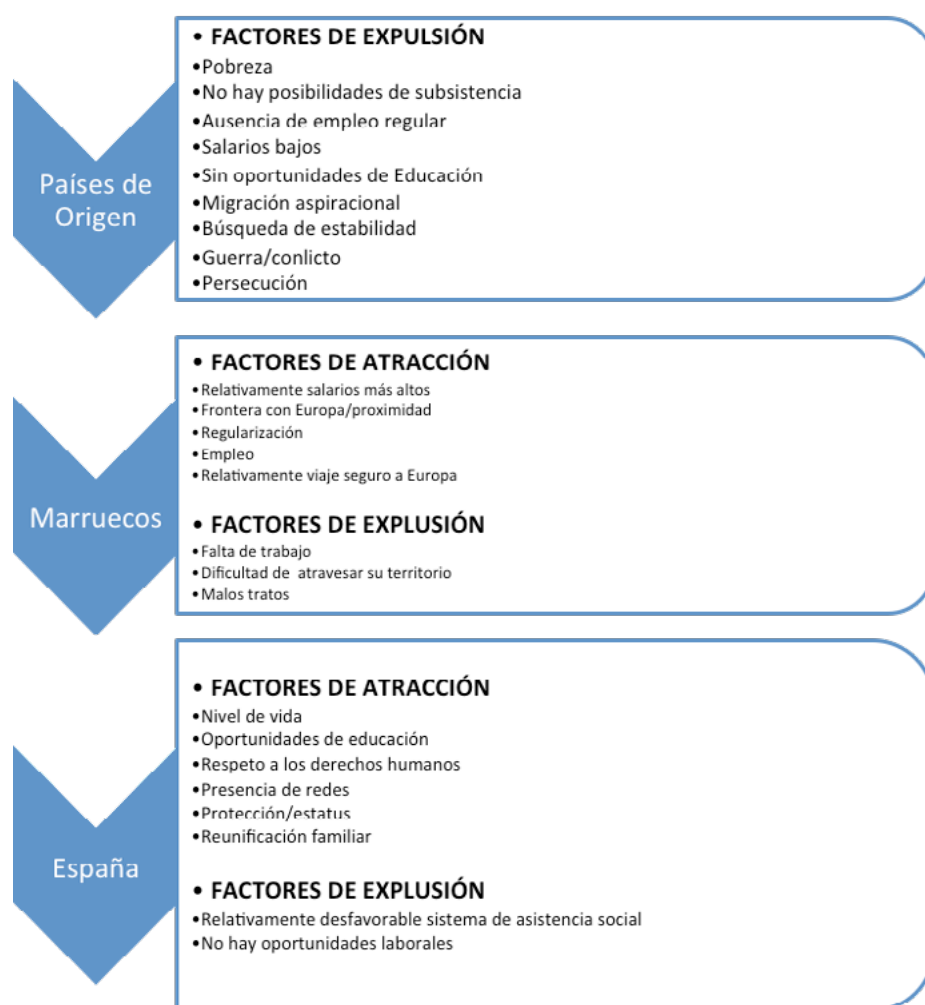 Países de
Origen
• FACTORES DE EXPULSIÓN
•Pobreza
•No hay posibilidades de subsistencia
•Ausencia de empleo regular
•Salarios bajos
•Sin oportunidades de Educación
•Migración aspiracional
•Búsqueda de estabilidad
•Guerra/conlicto
•Persecución
Marruecos
• FACTORES DE ATRACCIÓN
•Relativamente salarios más altos
•Frontera con Europa/proximidad
•Regularización
•Empleo
•Relativamente viaje seguro a Europa
• FACTORES DE EXPLUSIÓN
•Falta de trabajo
•Dificultad de atravesar su territorio
•Malos tratos
España
• FACTORES DE ATRACCIÓN
•Nivel de vida
•Oportunidades de educación
•Respeto a los derechos humanos
•Presencia de redes
•Protección/estatus
•Reunificación familiar
• FACTORES DE EXPLUSIÓN
•Relativamente desfavorable sistema de asistencia social
•No hay oportunidades laborales